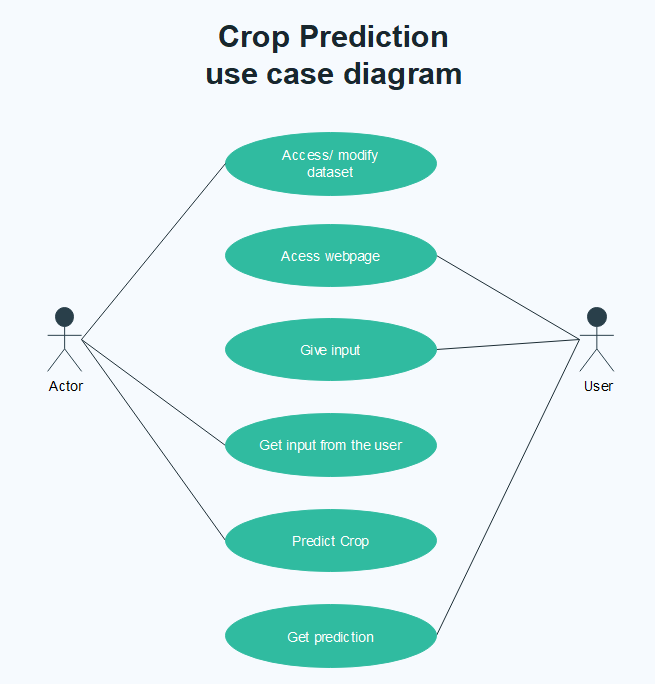 Crop Prediction
use case diagram
Access/ modify
dataset
Acess webpage
Give input
Actor
User
Get input from the user
Predict Crop
Get prediction